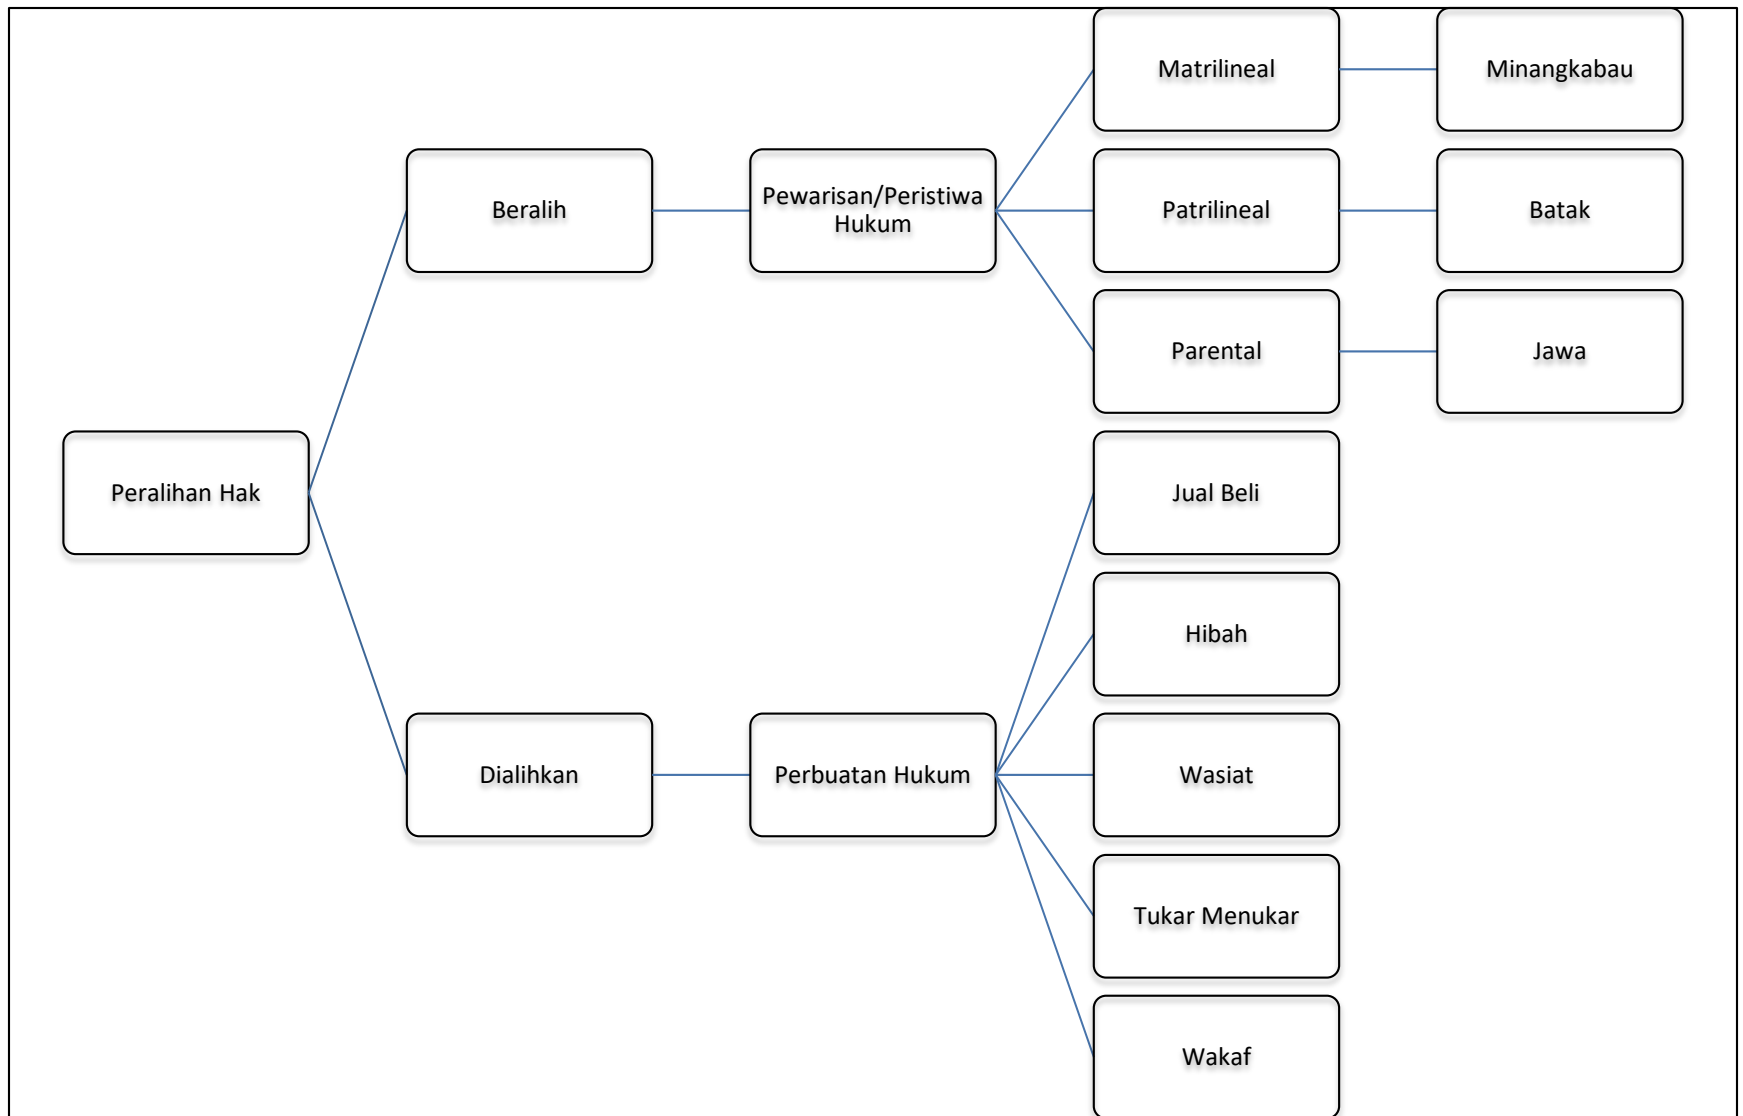 Matrilineal
Minangkabau
Beralih
Pewarisan/Peristiwa
Hukum
Patrilineal
Batak
Parental
Jawa
Peralihan Hak
Jual Beli
Hibah
Dialihkan
Perbuatan Hukum
Wasiat
Tukar Menukar
Wakaf